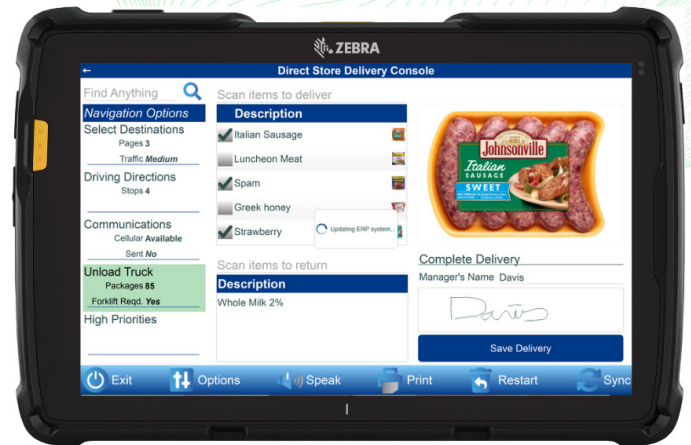 ZEBRA
Direct Store Delivery Console
Find Anything
Navigation Options
Select Destinations
Pages 3
Traffic Medium
Driving Directions
Stops 4
Communications
Cellular Available
Sent No
Unload Truck
Packages 85
Forklift Reqd. Yes
High Priorities
Scan items to deliver
Description
Italian Sausage
Luncheon Meat
Spam
Greek honey
Strawberry
Updating ERP system...
Scan items to return
Description
Whole Milk 2%
Johnsonville
Italian
SAUSAGE
SWEET
Complete Delivery
Manager's Name Davis
Davis
Save Delivery
Exit
Options
Speak
Print
Restart
Sync